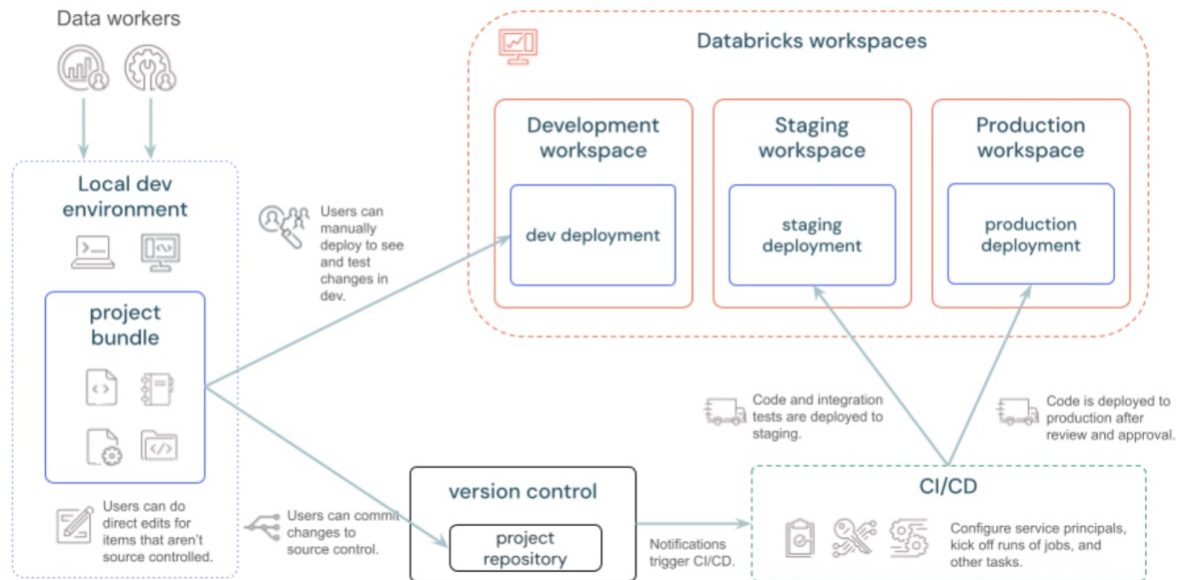 Data workers
Databricks workspaces
Local dev
environment
project
bundle
Users can do
direct edits for
items that aren't
source controlled.
Users can
manually
deploy to see
and test
changes in
dev.
Users can commit
changes to
source control.
Development
workspace
dev deployment
Staging
workspace
staging
deployment
Production
workspace
production
deployment
Code and integration
tests are deployed to
staging.
Code is deployed to
production after
review and approval.
version control
project
repository
Notifications
trigger CI/CD.
CI/CD
Configure service principals,
kick off runs of jobs, and
other tasks.